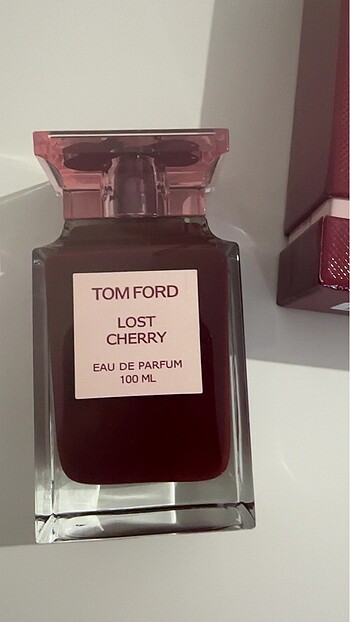 TOM FORD
LOST
CHERRY
EAU DE PARFUM
100 ML